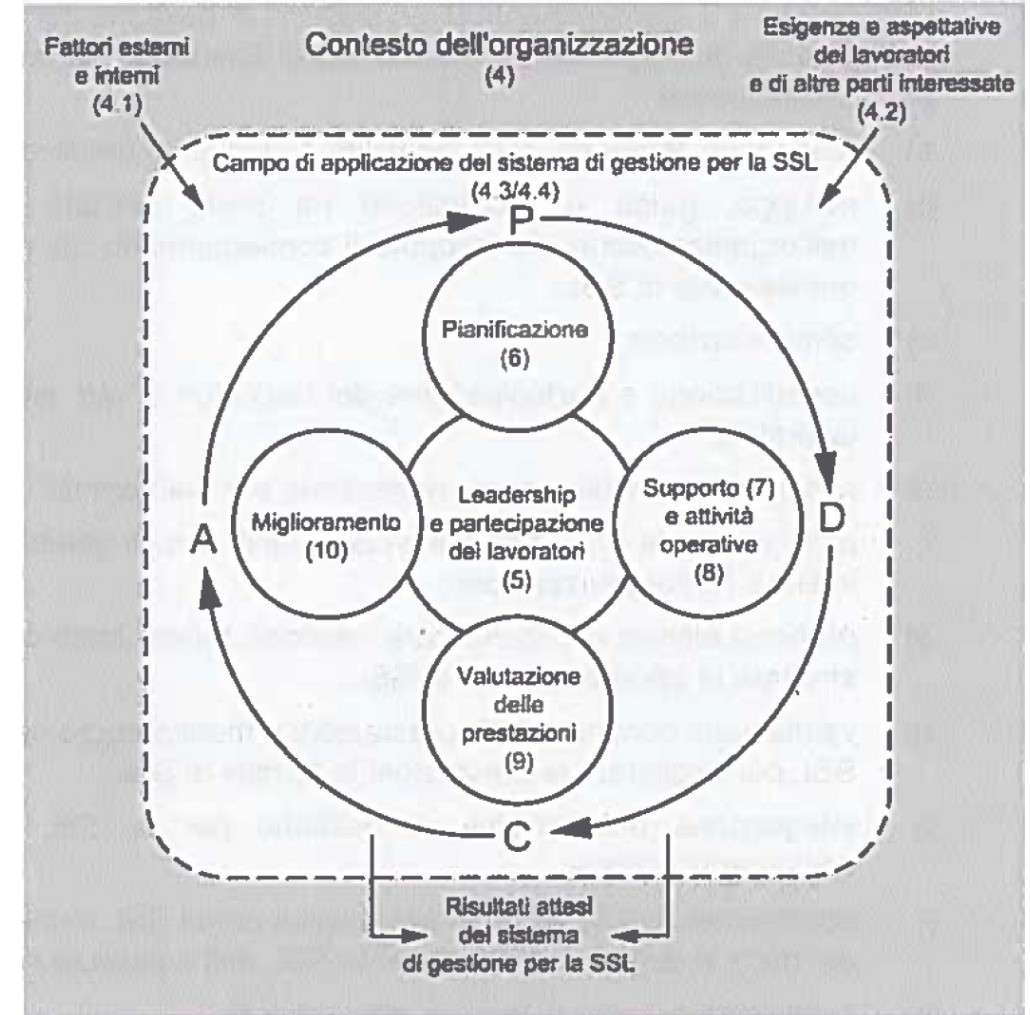 Fattori esterni
e interni
(4.1)
Contesto dell'organizzazione
(4)
Esigenze e aspettative
dei lavoratori
e di altre parti interessate
(4.2)
Campo di applicazione del sistema di gestione per la SSL
(4.3/4.4)
P
Pianificazione
(6)
A
Miglioramento
(10)
Leadership
e partecipazione
dei lavoratori
(5)
Supporto (7)
e attività
operative
(8)
D
Valutazione
delle
prestazioni
(9)
C
Risultati attesi
del sistema
di gestione per la SSL